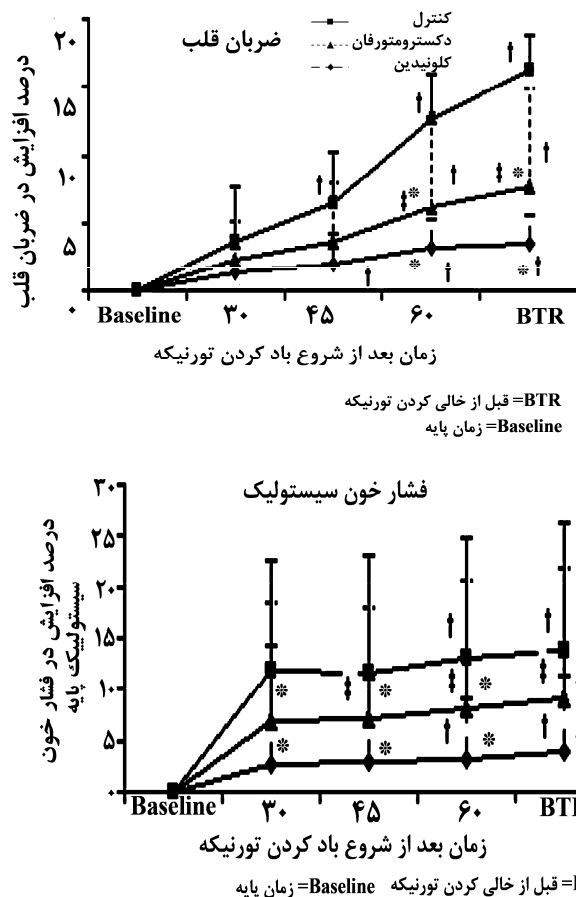 ضربان قلب
کنترل
دکسترومتورفان
کلونیدین
درصد افزایش در ضربان قلب
۲۰
۱۵
۱۰
۵
۰
Baseline ۳۰ ۴۵ ۶۰ BTR
زمان بعد از شروع باد کردن تورنیکه
BTR= قبل از خالی کردن تورنیکه
Baseline= زمان پایه
فشار خون سیستولیک
درصد افزایش در فشار خون
سیستولییک پایه
۳۰
۲۵
۲۰
۱۵
۱۰
۵
۰
Baseline ۳۰ ۴۵ ۶۰
زمان بعد از شروع باد کردن تورنیکه
= قبل از خالی کردن تورنیکه Baseline= زمان پایه